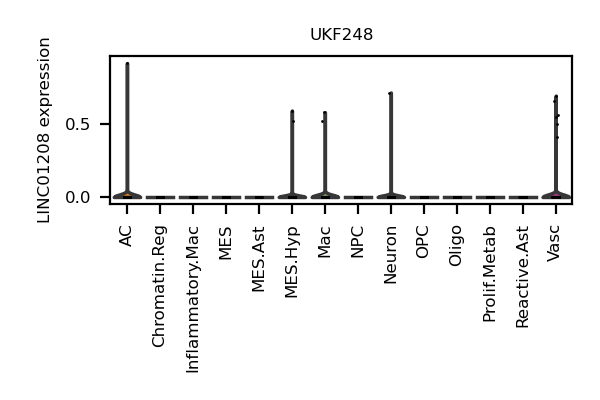 UKF248
LINC01208 expression
0.5
0.0
AC
Chromatin.Reg
Inflammatory.Mac
MES
MES.Ast
MES.Hyp
Mac
NPC
Neuron
OPC
Oligo
Prolif.Metab
Reactive.Ast
Vasc